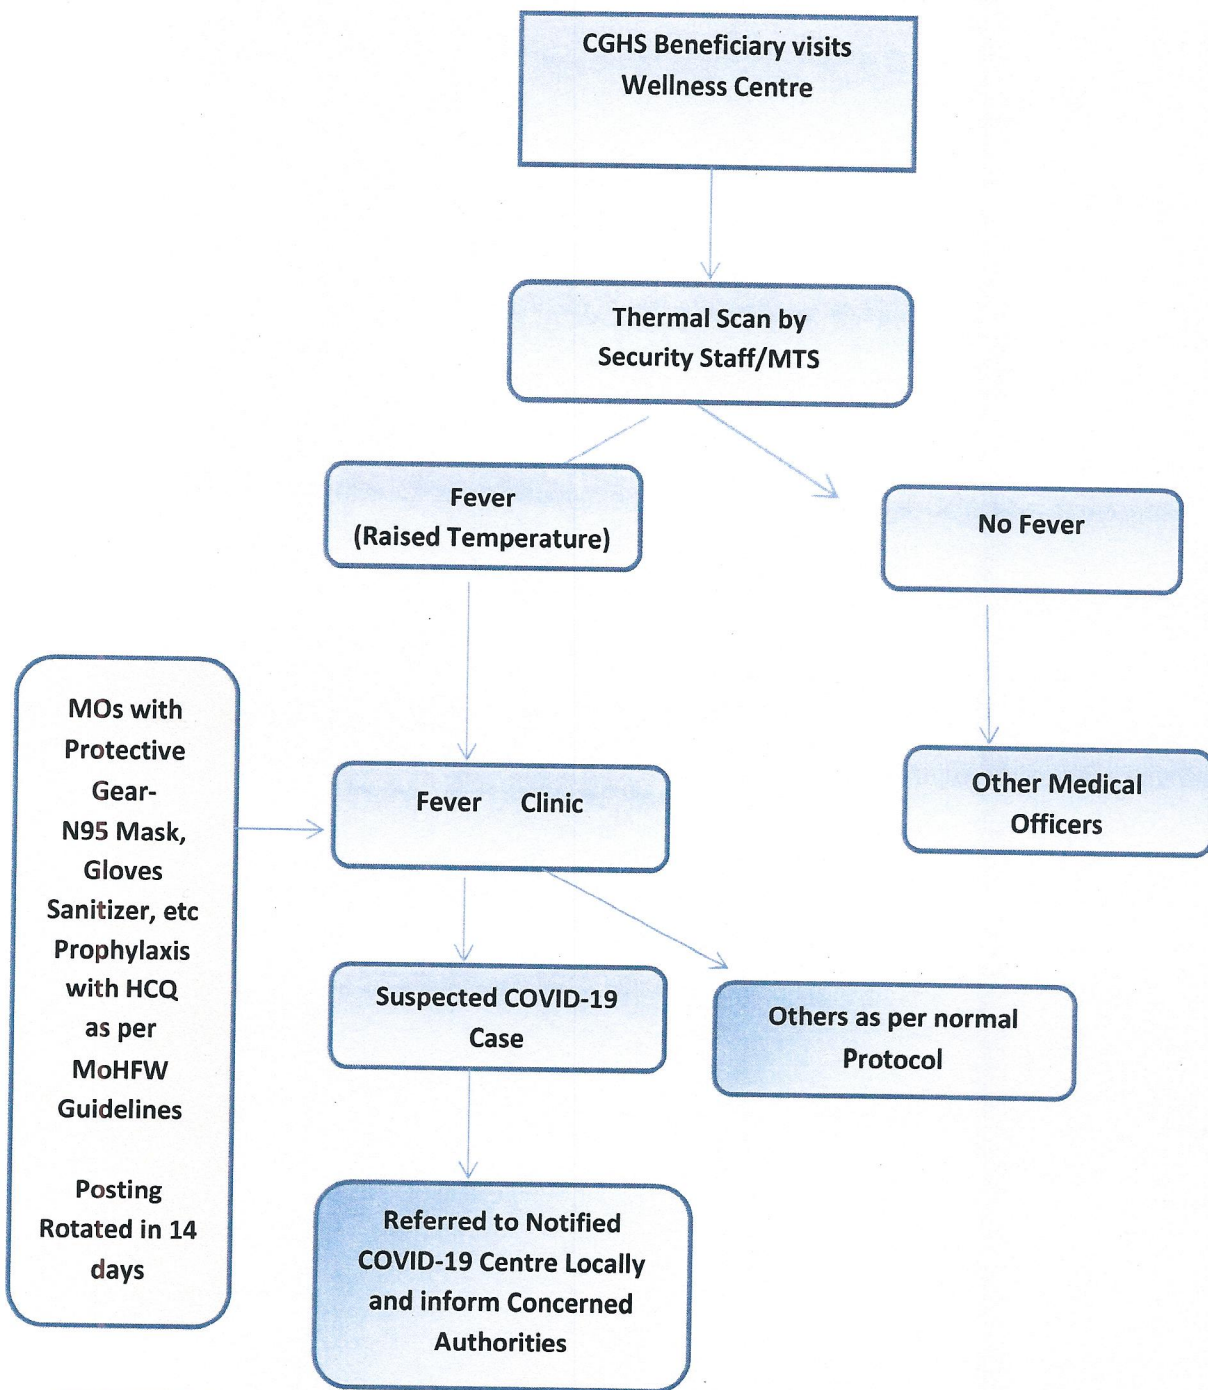 CGHS Beneficiary visits
Wellness Centre
Thermal Scan by
Security Staff/MTS
Fever
(Raised Temperature)
No Fever
MOs with
Protective
Gear-
N95 Mask,
Gloves
Sanitizer, etc
Prophylaxis
with HCQ
as per
MoHFW
Guidelines
Posting
Rotated in 14
days
Fever Clinic
Other Medical
Officers
Suspected COVID-19
Case
Others as per normal
Protocol
Referred to Notified
COVID-19 Centre Locally
and inform Concerned
Authorities